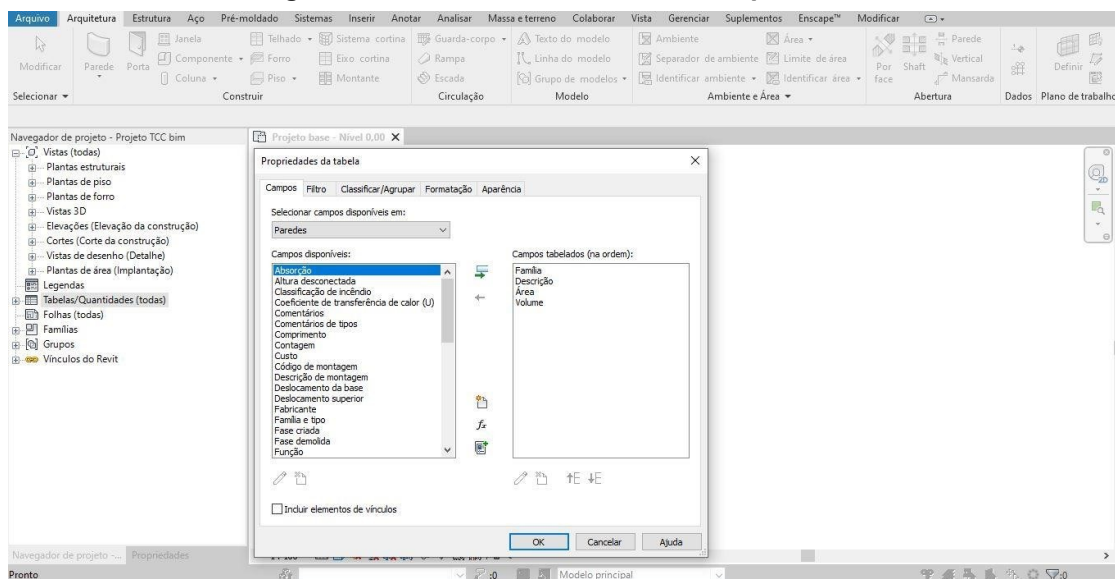 Arquivo Arquitetura Estrutura Aço Pré-moldado Sistemas Inserir Anotar Analisar Massa e terreno Colaborar Vista Gerenciar Suplementos Enscape™ Modificar
Janela Telhado Sistema cortina Guarda-corpo Texto do modelo Ambiente Área Parede
Modificar Parede Porta Componente Forro Eixo cortina Rampa Linha do modelo Separador de ambiente Limite de área Por face Shaft Vertical Definir
Coluna Piso Montante Escada Grupo de modelos Identificar ambiente Identificar área Mansarda
Selecionar Construir Circulação Modelo Ambiente e Área Abertura Dados Plano de trabalho
Navegador de projeto - Projeto TCC bim
Projeto base - Nível 0,00
Vistas (todas)
Plantas estruturais
Plantas de piso
Plantas de forro
Vistas 3D
Elevações (Elevação da construção)
Cortes (Corte da construção)
Vistas de desenho (Detalhe)
Plantas de área (Implantação)
Legendas
Tabelas/Quantidades (todas)
Folhas (todas)
Famílias
Grupos
Vínculos do Revit
Propriedades da tabela
Campos Filtro Classificar/Agrupar Formatação Aparência
Selecionar campos disponíveis em:
Paredes
Campos disponíveis:
Absorção
Altura desconectada
Classificação de incêndio
Coeficiente de transferência de calor (U)
Comentários
Comentários de tipos
Comprimento
Contagem
Custo
Código de montagem
Descrição de montagem
Deslocamento da base
Deslocamento superior
Fabricante
Família e tipo
Fase criada
Fase demolida
Função
Campos tabelados (na ordem):
Família
Descrição
Área
Volume
fx
Incluir elementos de vínculos
OK Cancelar Ajuda
2D
Navegador de projeto -... Propriedades
Pronto :0 Modelo principal :0